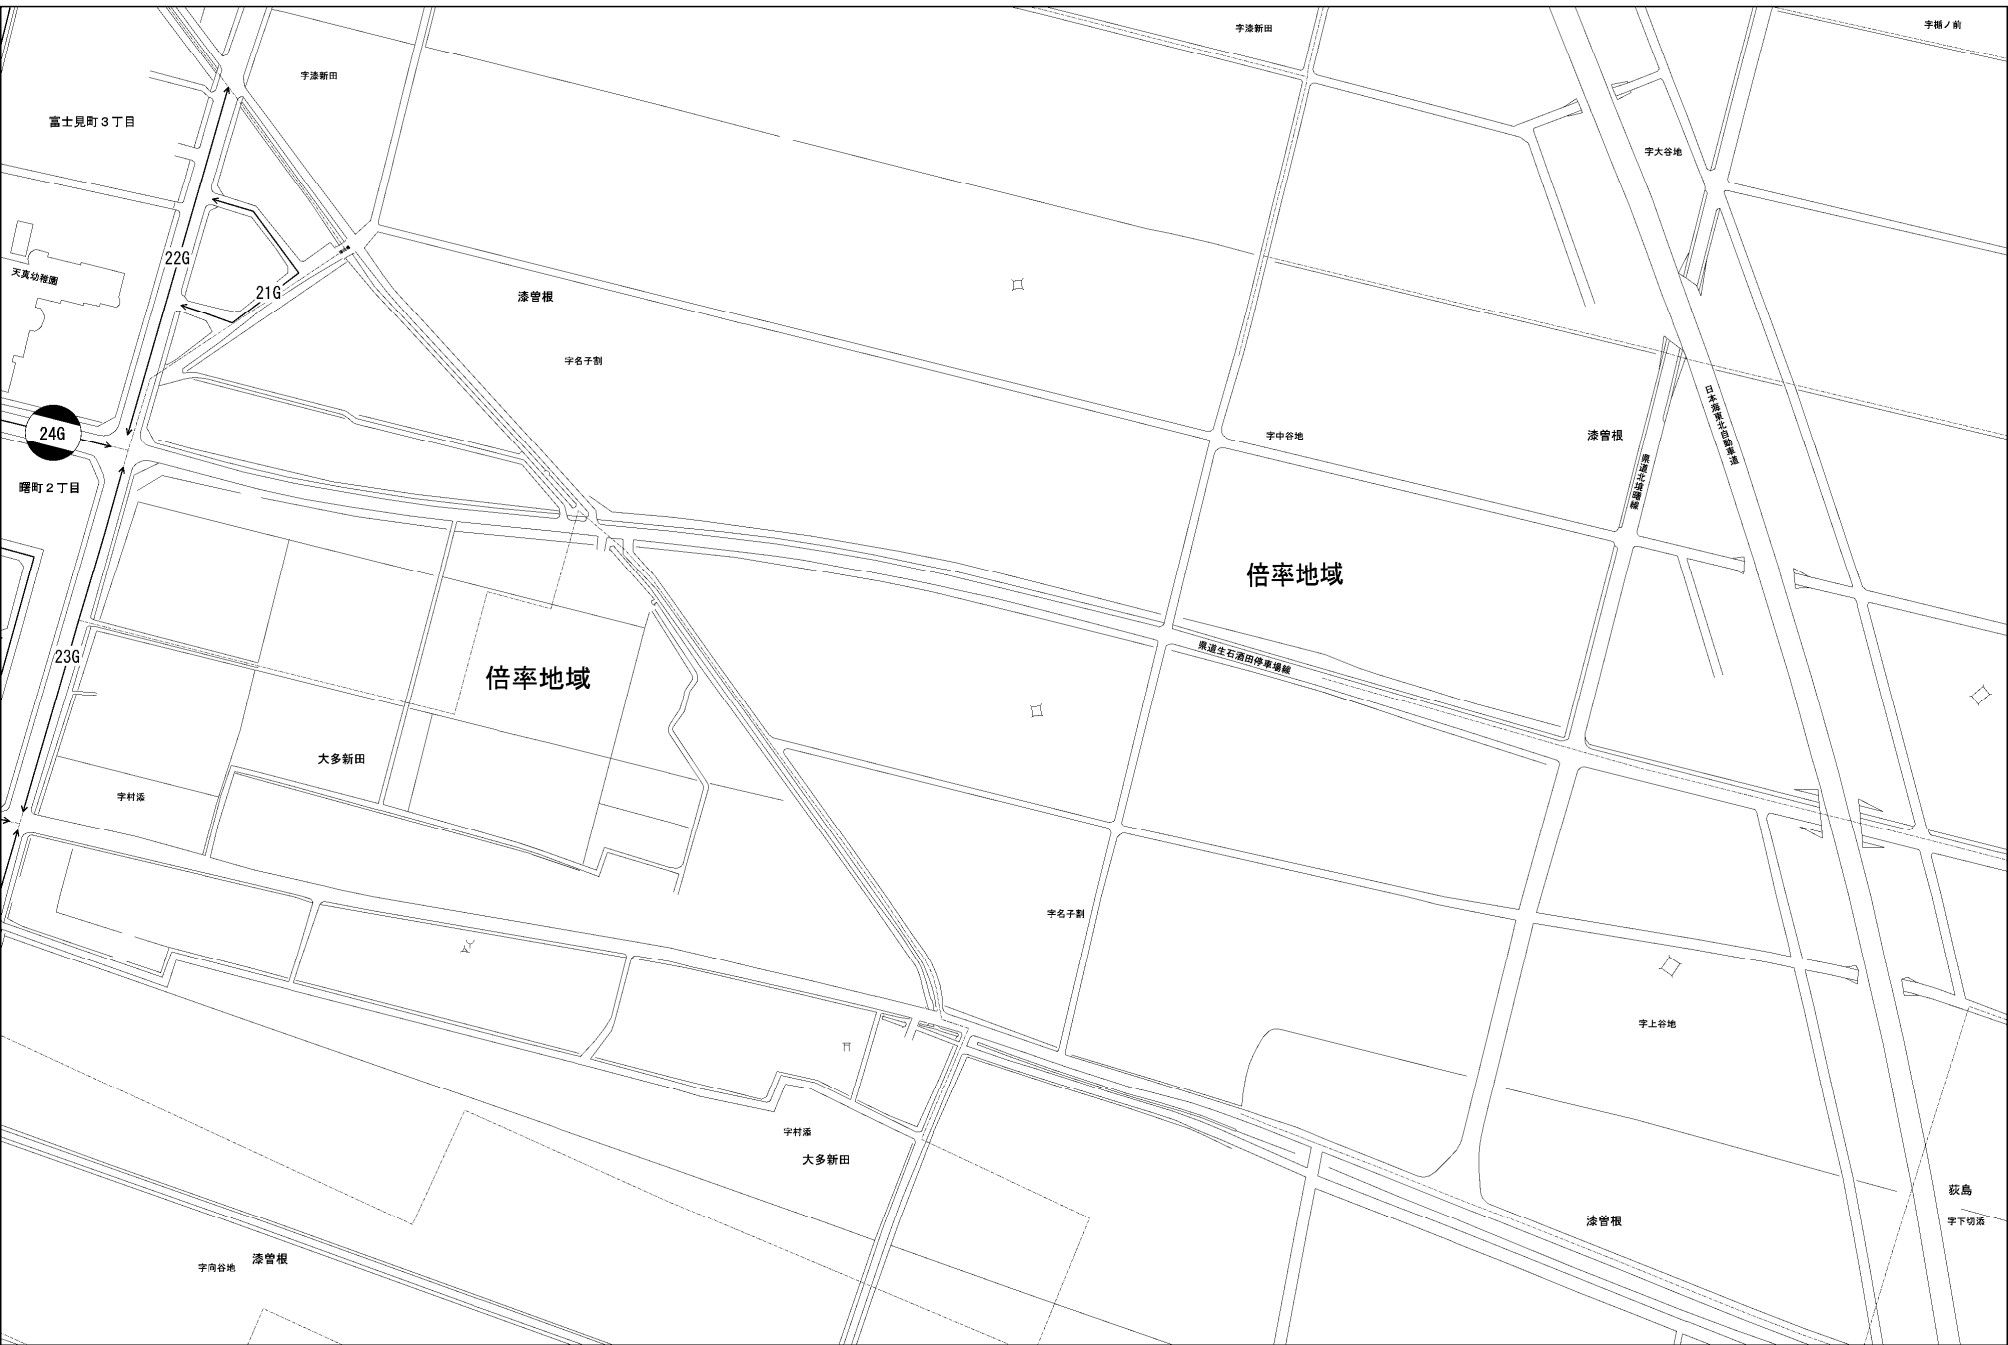 字漆新田
字楯ノ前
字漆新田
富士見町３丁目
字大谷地
22G
天真幼稚園
21G
漆曽根
字名子割
日本海東北自動車道
24G
字中谷地
漆曽根
県道北境曙線
曙町２丁目
倍率地域
23G
県道生石酒田停車場線
倍率地域
大多新田
字村添
字名子割
字上谷地
字村添
大多新田
荻島
漆曽根
字下切添
漆曽根
字向谷地